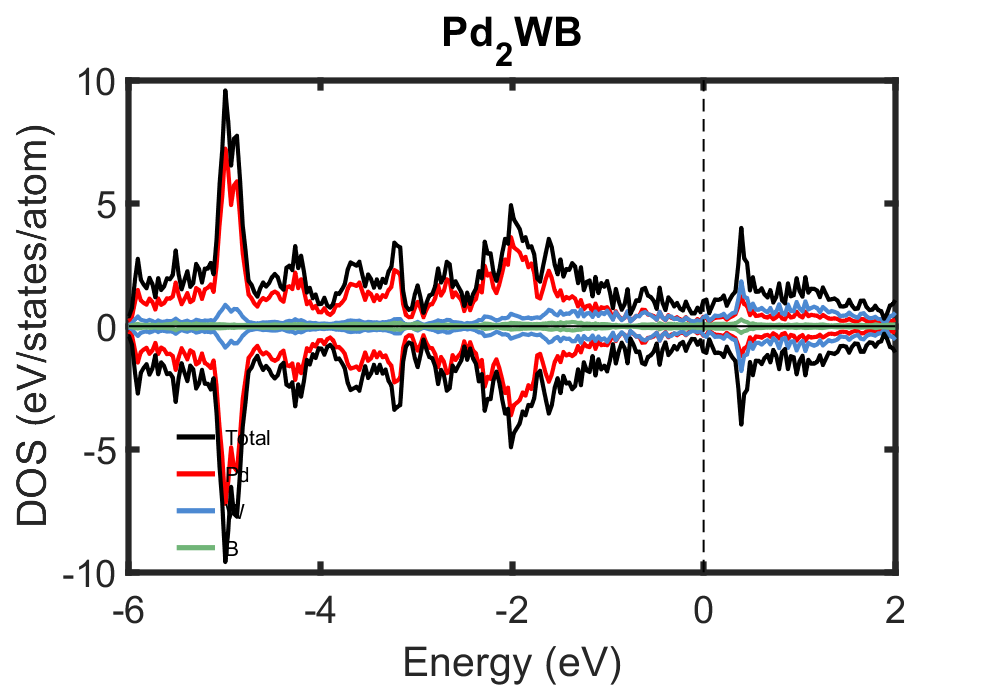 Pd2WB
10
5
0
-5
-10
DOS (eV/states/atom)
Total
Pd
W
B
-6
-4
-2
0
2
Energy (eV)